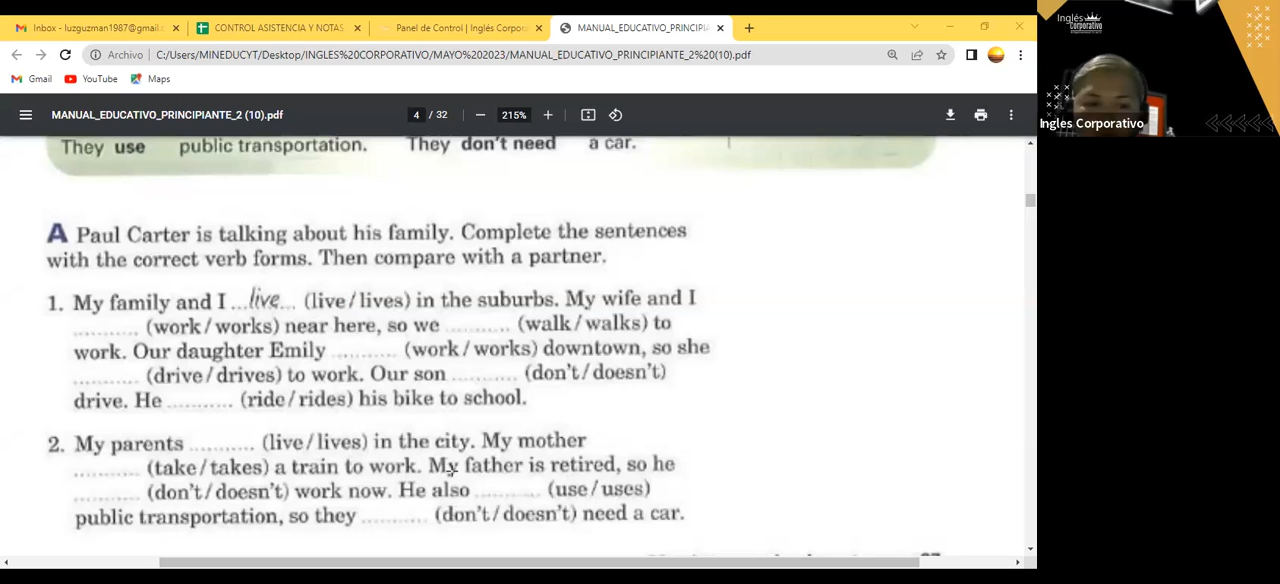 Inbox - luzguzman1987@gmail.c
CONTROL ASISTENCIA Y NOTAS
Panel de Control | Inglés Corporat
MANUAL_EDUCATIVO_PRINCIPIA
Archivo
C:/Users/MINEDUCYT/Desktop/INGLES%20CORPORATIVO/MAYO%202023/MANUAL_EDUCATIVO_PRINCIPIANTE_2%20(10).pdf
Gmail YouTube Maps
MANUAL_EDUCATIVO_PRINCIPIANTE_2 (10).pdf
4 / 32
215%
They use public transportation. They don't need a car.
A Paul Carter is talking about his family. Complete the sentences
with the correct verb forms. Then compare with a partner.
1. My family and I ...live... (live/lives) in the suburbs. My wife and I
........... (work/works) near here, so we ........... (walk/walks) to
work. Our daughter Emily ........... (work/works) downtown, so she
........... (drive/drives) to work. Our son ........... (don't/doesn't)
drive. He ........... (ride/rides) his bike to school.
2. My parents ........... (live/lives) in the city. My mother
........... (take/takes) a train to work. My father is retired, so he
........... (don't/doesn't) work now. He also ........... (use/uses)
public transportation, so they ........... (don't/doesn't) need a car.
Inglés
Corporativo
Ingles Corporativo